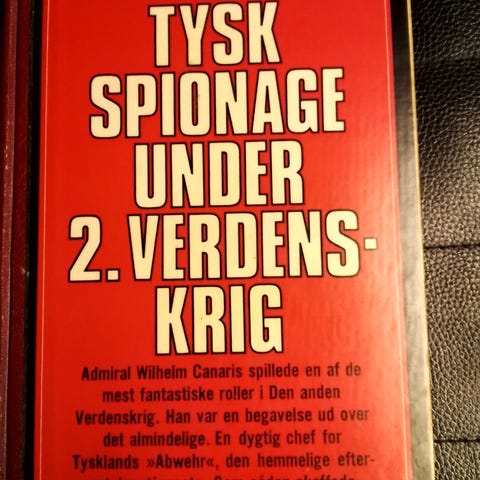 TYSK
SPIONAGE
UNDER
2. VERDENS-
KRIG
Admiral Wilhelm Canaris spillede en af de
mest fantastiske roller i Den anden
Verdenskrig. Han var en begavelse ud over
det almindelige. En dygtig chef for
Tysklands »Abwehr«, den hemmelige efter-